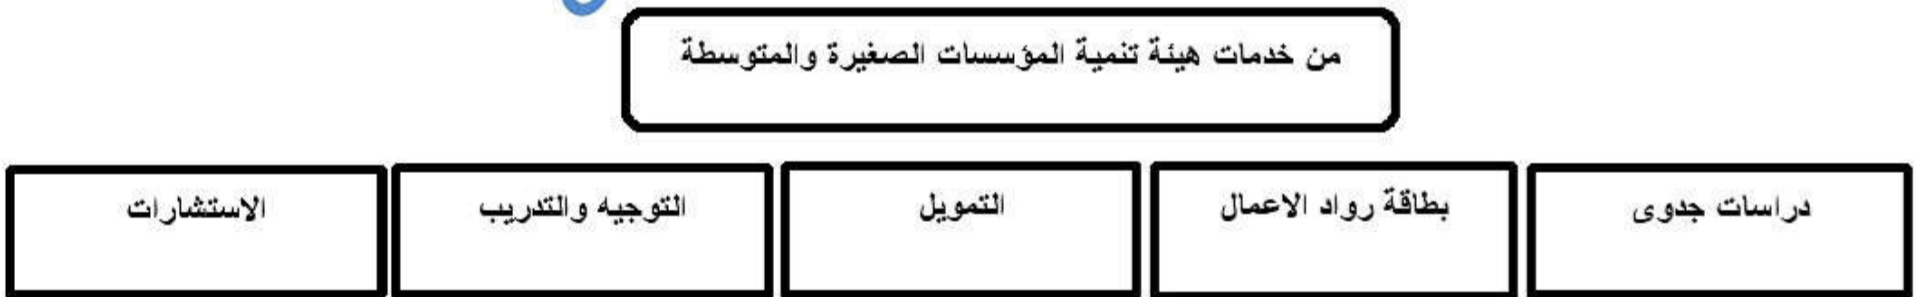 من خدمات هيئة تنمية المؤسسات الصغيرة والمتوسطة
دراسات جدوى
بطاقة رواد الاعمال
التمويل
التوجيه والتدريب
الاستشارات